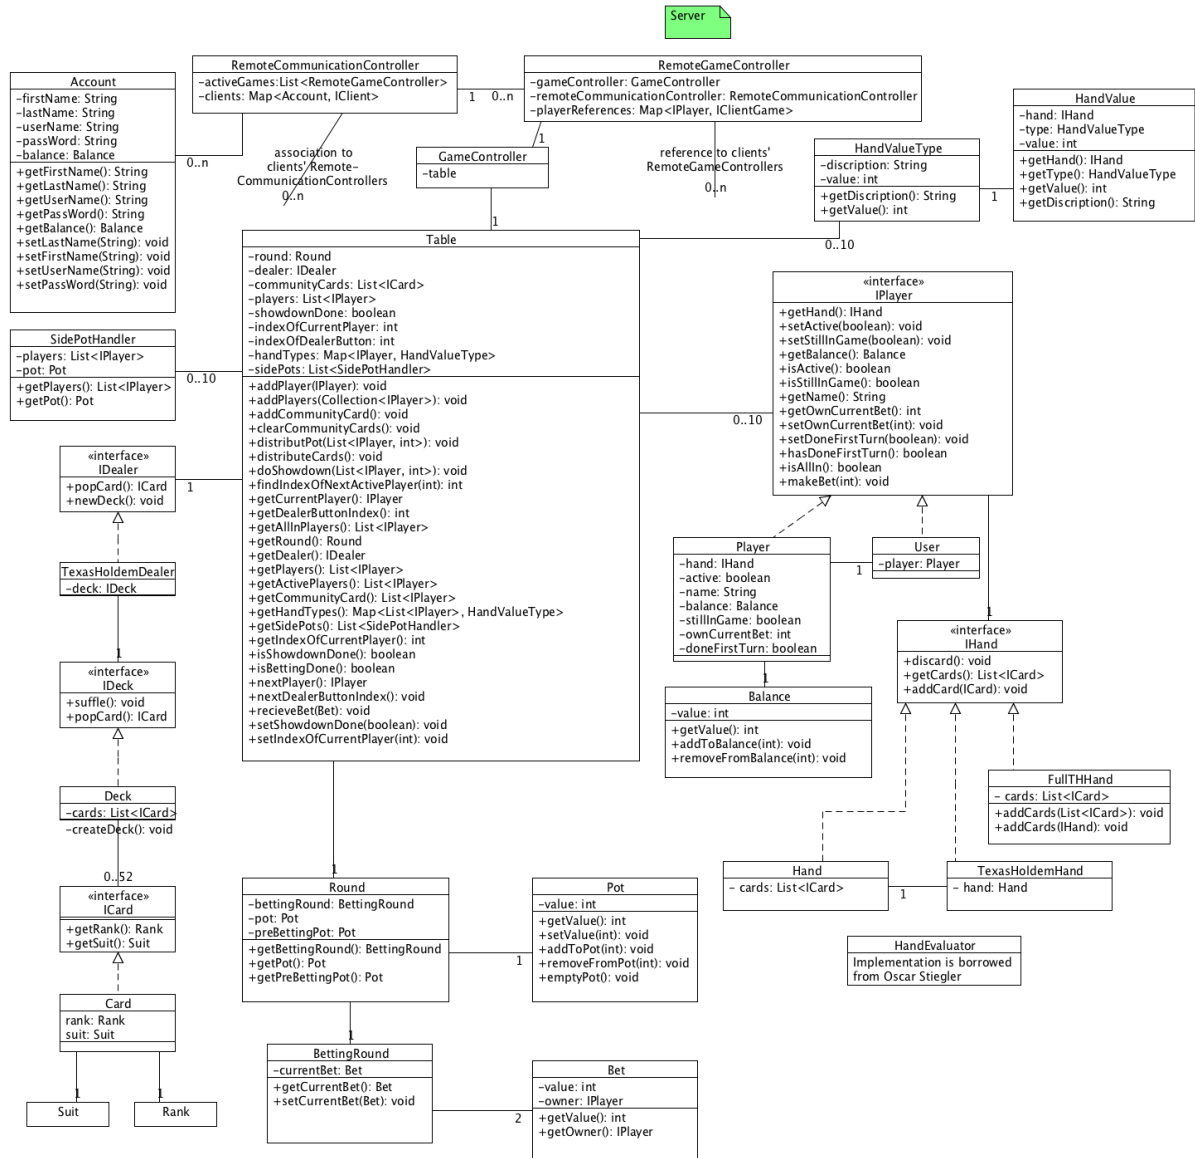 Server
RemoteCommunicationController
-activeGames:List<RemoteGameController>
-clients: Map<Account, IClient>
1
0..n
RemoteGameController
-gameController: GameController
-remoteCommunicationController: RemoteCommunicationController
-playerReferences: Map<IPlayer, IClientGame>
Account
-firstName: String
-lastName: String
-userName: String
-passWord: String
-balance: Balance
+getFirstName(): String
+getLastName(): String
+getUserName(): String
+getPassWord(): String
+getBalance(): Balance
+setLastName(String): void
+setFirstName(String): void
+setUserName(String): void
+setPassWord(String): void
0..n
association to
clients' Remote-
CommunicationControllers
0..n
1
GameController
-table
1
reference to clients'
RemoteGameControllers
0..n
HandValueType
-discription: String
-value: int
+getDiscription(): String
+getValue(): int
1
0..10
HandValue
-hand: IHand
-type: HandValueType
-value: int
+getHand(): IHand
+getType(): HandValueType
+getValue(): int
+getDiscription(): String
Table
-round: Round
-dealer: IDealer
-communityCards: List<ICard>
-players: List<IPlayer>
-showdownDone: boolean
-indexOfCurrentPlayer: int
-indexOfDealerButton: int
-handTypes: Map<IPlayer, HandValueType>
-sidePots: List<SidePotHandler>
+addPlayer(IPlayer): void
+addPlayers(Collection<IPlayer>): void
+addCommunityCard(): void
+clearCommunityCards(): void
+distributPot(List<IPlayer, int>): void
+distributeCards(): void
+doShowdown(List<IPlayer, int>): void
+findIndexOfNextActivePlayer(int): int
+getCurrentPlayer(): IPlayer
+getDealerButtonIndex(): int
+getAllInPlayers(): List<IPlayer>
+getRound(): Round
+getDealer(): IDealer
+getPlayers(): List<IPlayer>
+getActivePlayers(): List<IPlayer>
+getCommunityCard(): List<IPlayer>
+getHandTypes(): Map<List<IPlayer>, HandValueType>
+getSidePots(): List<SidePotHandler>
+getIndexOfCurrentPlayer(): int
+isShowdownDone(): boolean
+isBettingDone(): boolean
+nextPlayer(): IPlayer
+nextDealerButtonIndex(): void
+recieveBet(Bet): void
+setShowdownDone(boolean): void
+setIndexOfCurrentPlayer(int): void
SidePotHandler
-players: List<IPlayer>
-pot: Pot
+getPlayers(): List<IPlayer>
+getPot(): Pot
0..10
«interface»
IDealer
+popCard(): ICard
+newDeck(): void
1
TexasHoldemDealer
-deck: IDeck
1
«interface»
IDeck
+suffle(): void
+popCard(): ICard
Deck
-cards: List<ICard>
-createDeck(): void
0..52
«interface»
ICard
+getRank(): Rank
+getSuit(): Suit
Card
rank: Rank
suit: Suit
1
1
Suit
Rank
«interface»
IPlayer
+getHand(): IHand
+setActive(boolean): void
+setStillInGame(boolean): void
+getBalance(): Balance
+isActive(): boolean
+isStillInGame(): boolean
+getName(): String
+getOwnCurrentBet(): int
+setOwnCurrentBet(int): void
+setDoneFirstTurn(boolean): void
+hasDoneFirstTurn(): boolean
+isAllIn(): boolean
+makeBet(int): void
0..10
Player
-hand: IHand
-active: boolean
-name: String
-balance: Balance
-stillInGame: boolean
-ownCurrentBet: int
-doneFirstTurn: boolean
1
User
-player: Player
1
Balance
-value: int
+getValue(): int
+addToBalance(int): void
+removeFromBalance(int): void
1
«interface»
IHand
+discard(): void
+getCards(): List<ICard>
+addCard(ICard): void
FullTHHand
- cards: List<ICard>
+addCards(List<ICard>): void
+addCards(IHand): void
Hand
- cards: List<ICard>
1
TexasHoldemHand
- hand: Hand
HandEvaluator
Implementation is borrowed
from Oscar Stiegler
1
Round
-bettingRound: BettingRound
-pot: Pot
-preBettingPot: Pot
+getBettingRound(): BettingRound
+getPot(): Pot
+getPreBettingPot(): Pot
1
Pot
-value: int
+getValue(): int
+setValue(int): void
+addToPot(int): void
+removeFromPot(int): void
+emptyPot(): void
1
BettingRound
-currentBet: Bet
+getCurrentBet(): Bet
+setCurrentBet(Bet): void
2
Bet
-value: int
-owner: IPlayer
+getValue(): int
+getOwner(): IPlayer